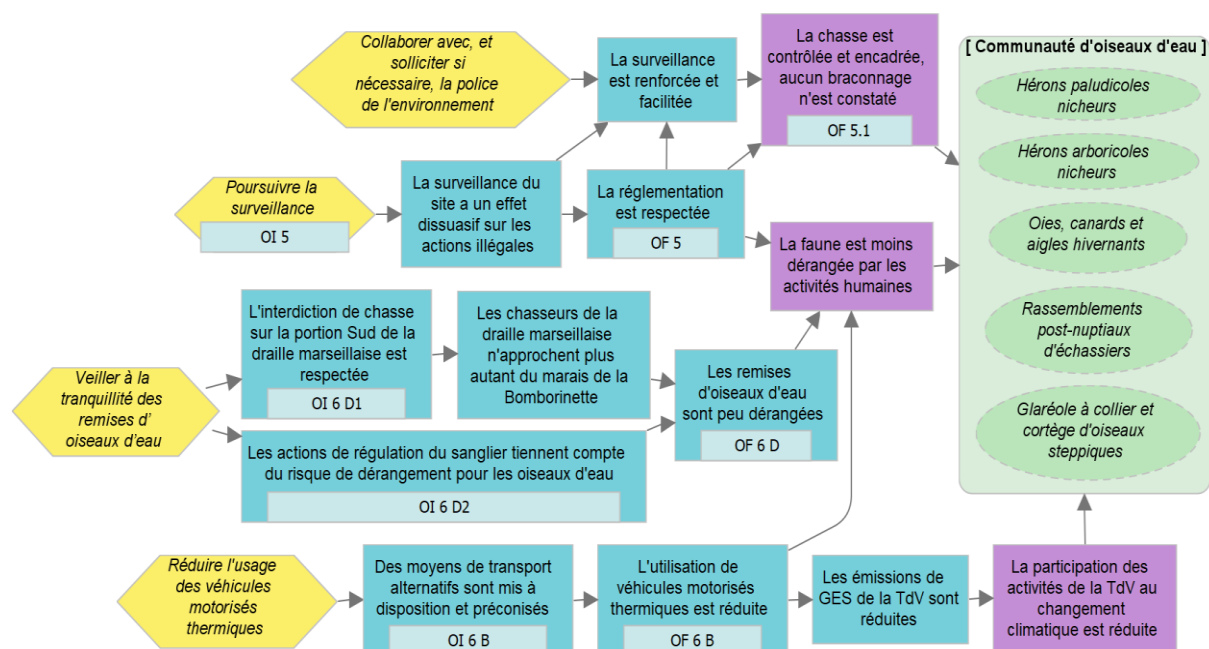 Collaborer avec, et
solliciter si
nécessaire, la police
de l'environnement
La surveillance
est renforcée et
facilitée
La chasse est
contrôlée et encadrée,
aucun braconnage
n'est constaté
OF 5.1
[ Communauté d'oiseaux d'eau ]
Hérons paludicoles
nicheurs
Hérons arboricoles
nicheurs
Oies, canards et
aigles hivernants
Rassemblements
post-nuptiaux
d'échassiers
Glaréole à collier et
cortège d'oiseaux
steppiques
Poursuivre la
surveillance
OI 5
La surveillance du
site a un effet
dissuasif sur les
actions illégales
La réglementation
est respectée
OF 5
La faune est moins
dérangée par les
activités humaines
Veiller à la
tranquillité des
remises d’
oiseaux d’eau
L'interdiction de chasse
sur la portion Sud de la
draille marseillaise est
respectée
OI 6 D1
Les chasseurs de la
draille marseillaise
n'approchent plus
autant du marais de la
Bomborinette
Les remises
d'oiseaux d'eau
sont peu dérangées
OF 6 D
Les actions de régulation du sanglier tiennent compte
du risque de dérangement pour les oiseaux d'eau
OI 6 D2
Réduire l'usage
des véhicules
motorisés
thermiques
Des moyens de transport
alternatifs sont mis à
disposition et préconisés
OI 6 B
L'utilisation de
véhicules motorisés
thermiques est réduite
OF 6 B
Les émissions de
GES de la TdV sont
réduites
La participation des
activités de la TdV au
changement
climatique est réduite